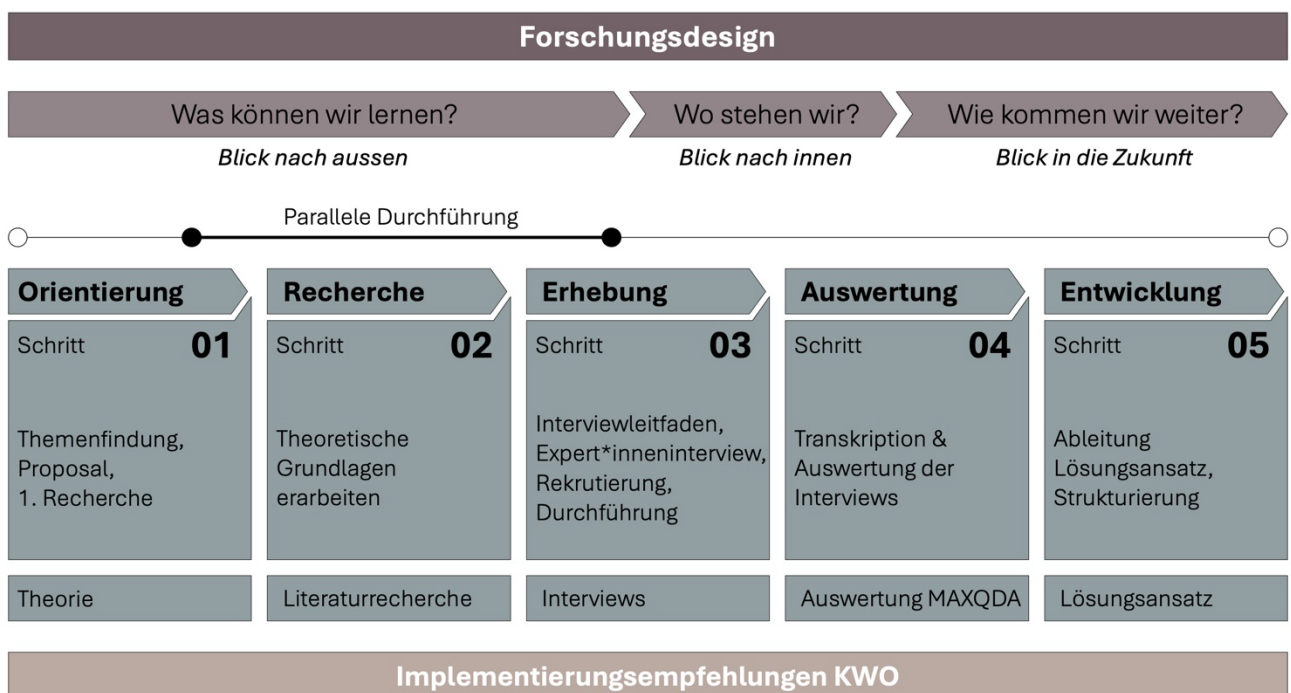 Forschungsdesign
Was können wir lernen?
Wo stehen wir?
Wie kommen wir weiter?
Blick nach aussen
Blick nach innen
Blick in die Zukunft
Parallele Durchführung
Orientierung
Schritt 01
Themenfindung,
Proposal,
1. Recherche
Theorie
Recherche
Schritt 02
Theoretische
Grundlagen
erarbeiten
Literaturrecherche
Erhebung
Schritt 03
Interviewleitfaden,
Expert*inneninterview,
Rekrutierung,
Durchführung
Interviews
Auswertung
Schritt 04
Transkription &
Auswertung der
Interviews
Auswertung MAXQDA
Entwicklung
Schritt 05
Ableitung
Lösungsansatz,
Strukturierung
Lösungsansatz
Implementierungsempfehlungen KWO